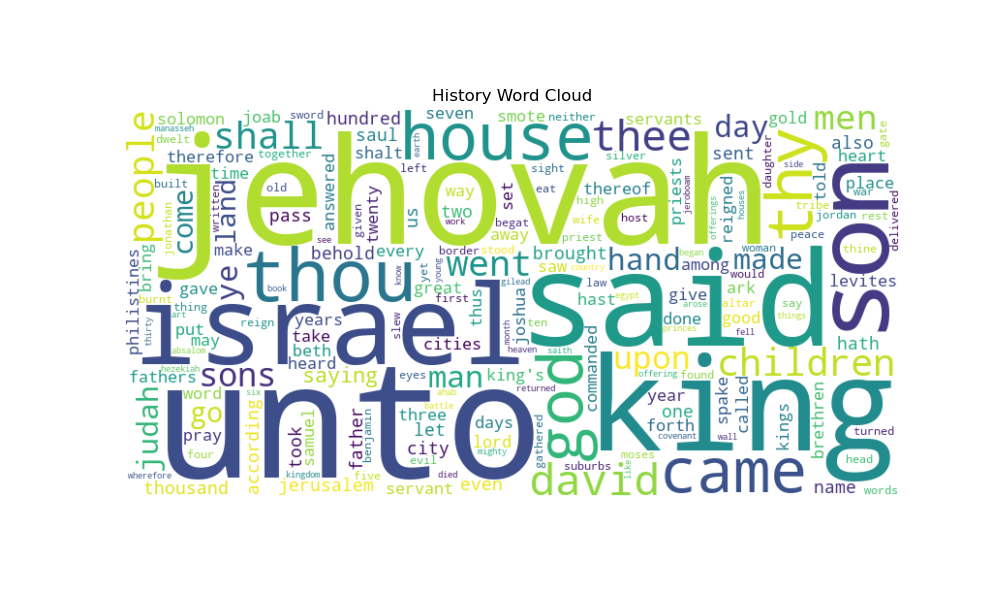 History Word Cloud
solomon
joab
sword
hundred
seven
smote
neither
servants
gold
men
manasseh
dwelt
shall
saul
house
thee
day
thy
also
gate
people
therefore
together
shalt
earth
jehovah
sent
daughter
side
told
heart
time
answered
left
sight
silver
priests
jeroboam
son
place
war
built
old
way
eat
thereof
high
reigned
houses
come
written
land
pass
given
twenty
us
two
set
begat
wife
host
offerings
tribe
jordan
rest
delivered
jonathan
see
work
away
priest
peace
bring
ye
make
behold
every
border
stood
brought
hand
began
woman
made
thine
philistines
thou
know
yet
young
went
saw
country
among
would
levites
gave
book
great
gilead
said
law
ark
burnt
thing
art
israel
first
thus
joshua
hast
egypt
give
arose
altar
say
things
thirty
put
may
reign
years
take
slew
month
ten
done
princes
good
fell
hath
absalom
beth
heard
cities
heaven
saith
commanded
upon
children
hezekiah
fathers
sons
saying
eyes
man
king's
god
offering
found
judah
word
go
six
unto
ahab
returned
king
year
spake
called
kings
brethren
pray
according
took
samuel
father
benjamin
three
let
battle
days
lord
mighty
gathered
one
forth
covenant
wall
turned
four
city
evil
suburbs
like
moses
came
head
wherefore
kingdom
five
died
thousand
jerusalem
servant
even
david
name
words